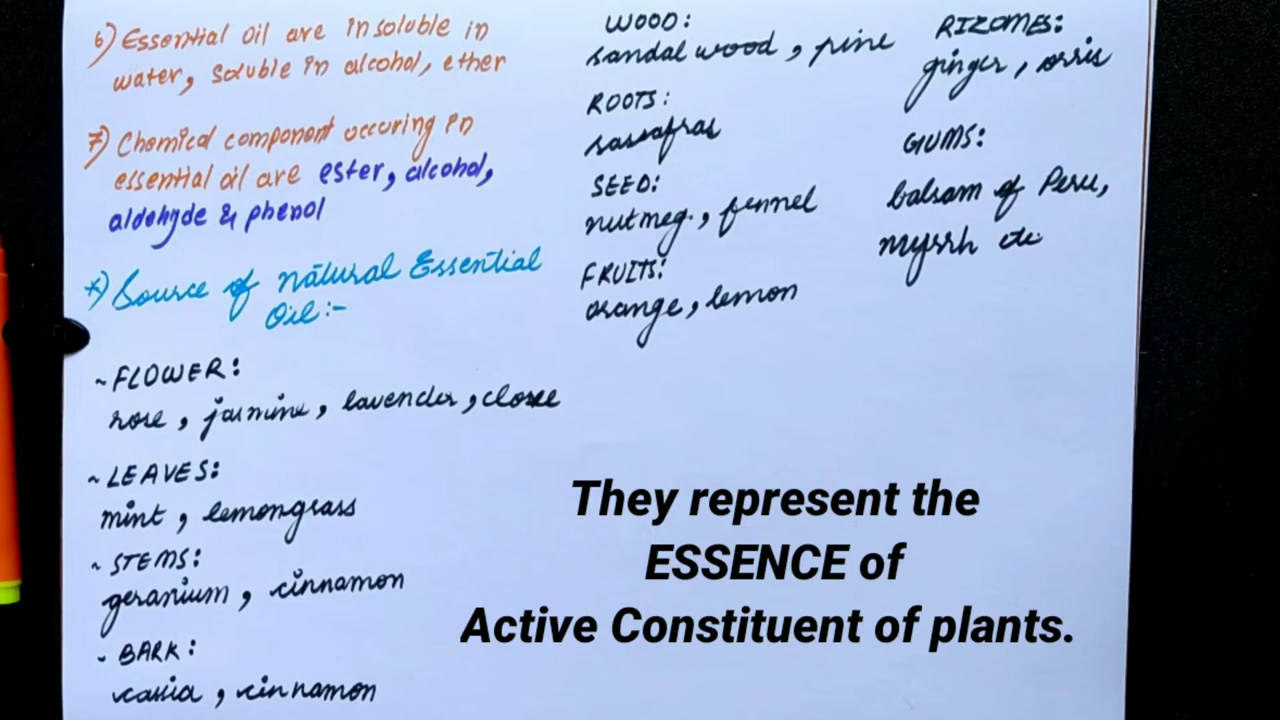 6) Essential Oil are insoluble in
water, soluble in alcohol, ether
7) Chemical component occuring in
essential oil are ester, alcohol,
aldehyde & phenol
*) Source of natural Essential
Oil:-
~ FLOWER:
rose, jasmine, lavender, clove
~ LEAVES:
mint, lemongrass
~ STEMS:
geranium, cinnamon
- BARK:
cassia, cinnamon
WOOD:
sandal wood, pine
ROOTS:
sassafras
SEED:
nutmeg., fennel
FRUITS:
orange, lemon
RIZOMES:
ginger, orris
GUMS:
balsam of Peru,
myrrh etc
They represent the
ESSENCE of
Active Constituent of plants.